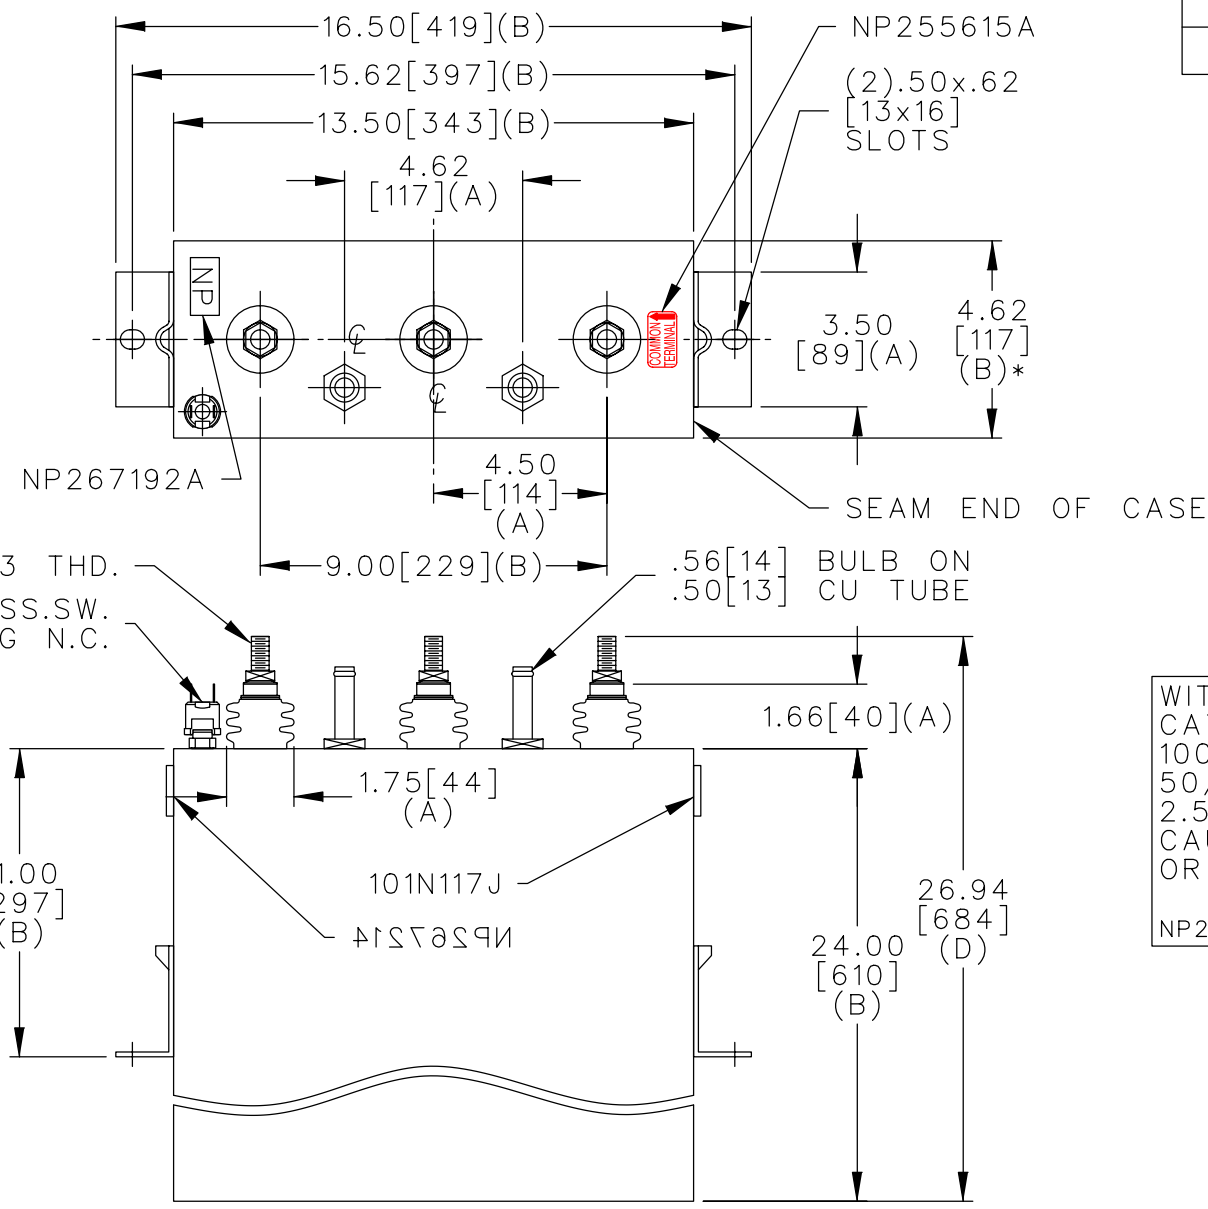 16.50[419](B)
NP255615A
15.62[397](B)
(2).50x.62
[13x16]
SLOTS
13.50[343](B)
4.62
[117](A)
NP
COMMON
TERMINAL
3.50
[89](A)
4.62
[117]
(B)*
NP267192A
4.50
[114]
(A)
SEAM END OF CASE
3 THD.
9.00[229](B)
.56[14] BULB ON
.50[13] CU TUBE
SS.SW.
G N.C.
1.66[40](A)
1.75[44]
(A)
1.00
297]
(B)
101N117J
NP267214
26.94
[684]
(D)
24.00
[610]
(B)
WIT
CA
100
50/
2.5
CAU
OR
NP2